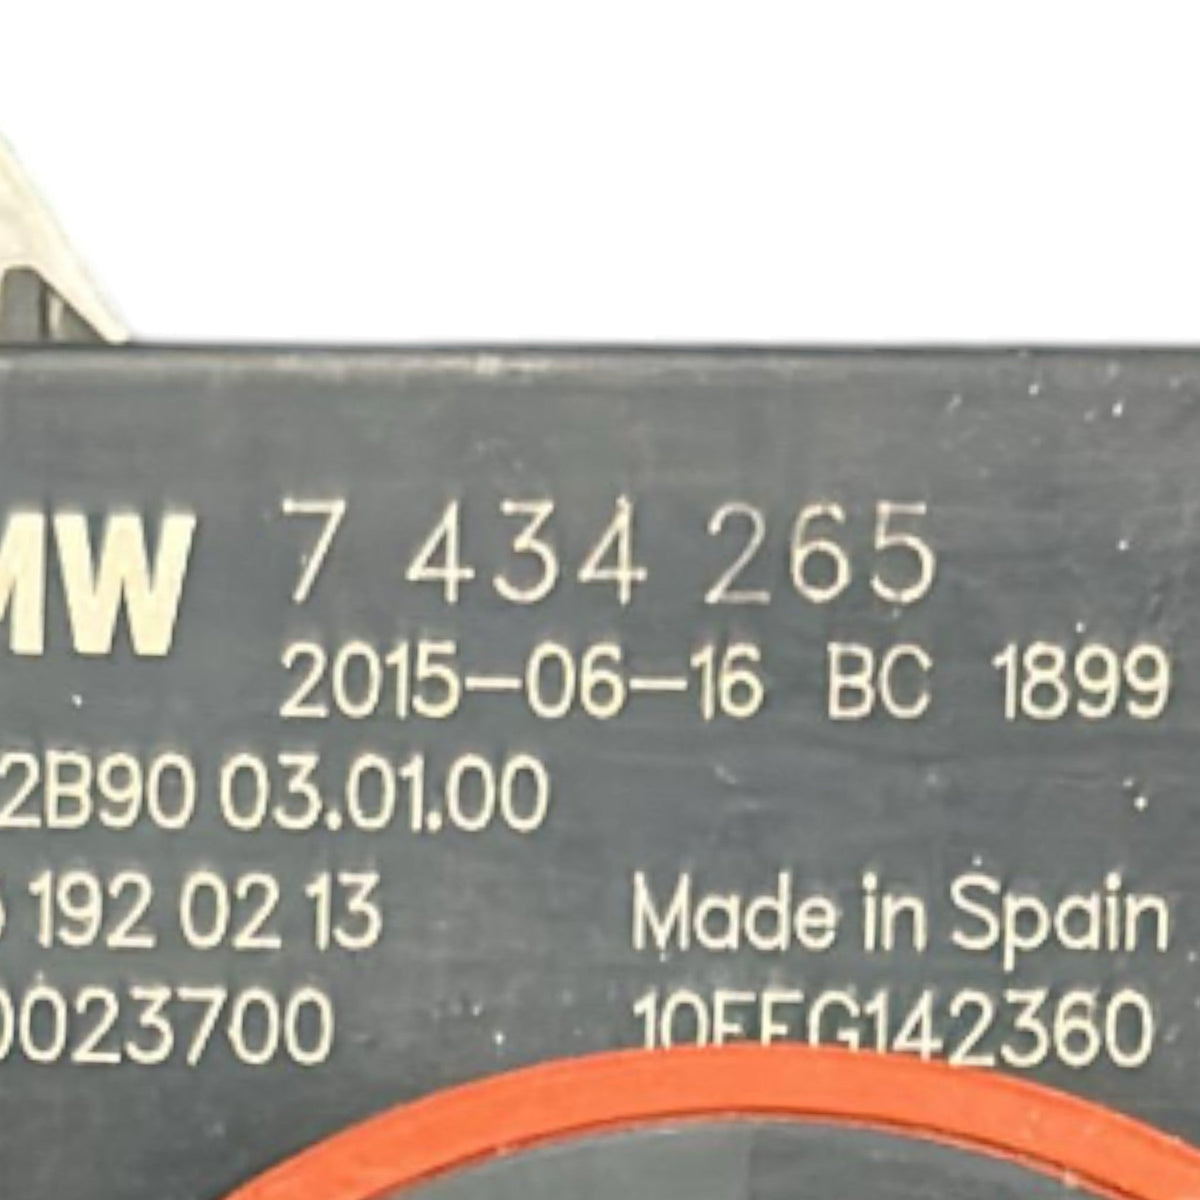 MW 7 434 265
2015-06-16 BC 1899
2B90 03.01.00
192 02 13 Made in Spain
0023700